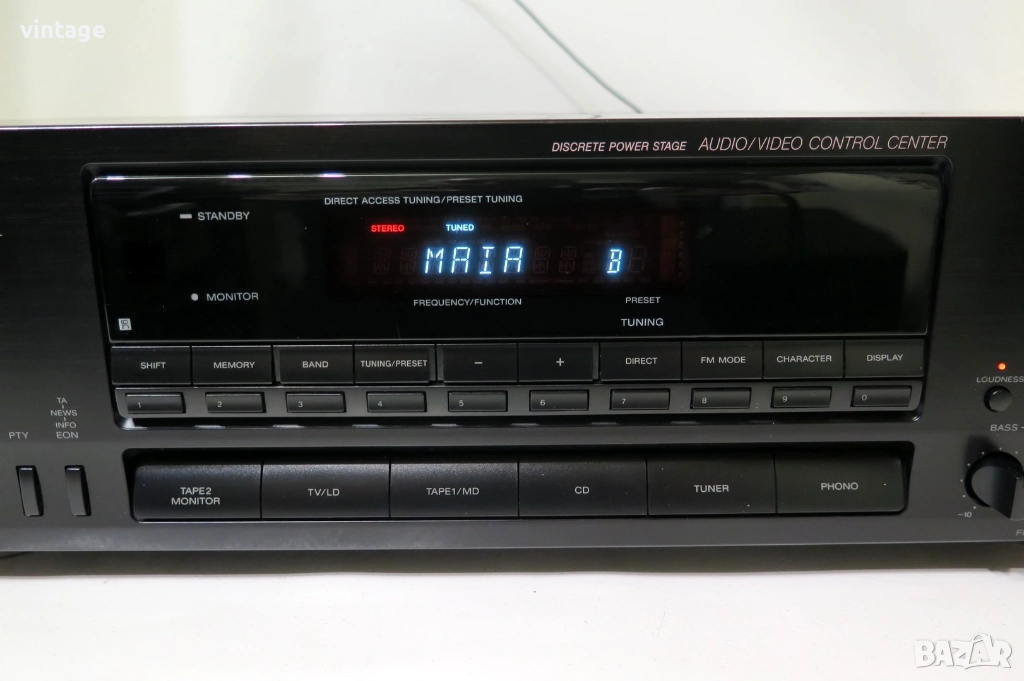 vintage
DISCRETE POWER STAGE AUDIO/VIDEO CONTROL CENTER
DIRECT ACCESS TUNING/PRESET TUNING
STANDBY
STEREO TUNED
MAIA B
MONITOR
FREQUENCY/FUNCTION PRESET
TUNING
SHIFT MEMORY BAND TUNING/PRESET − + DIRECT FM MODE CHARACTER DISPLAY
1 2 3 4 5 6 7 8 9 0
LOUDNESS
TA
NEWS
INFO
PTY EON
BASS
TAPE2
MONITOR
TV/LD TAPE1/MD CD TUNER PHONO
−10
BAZAR